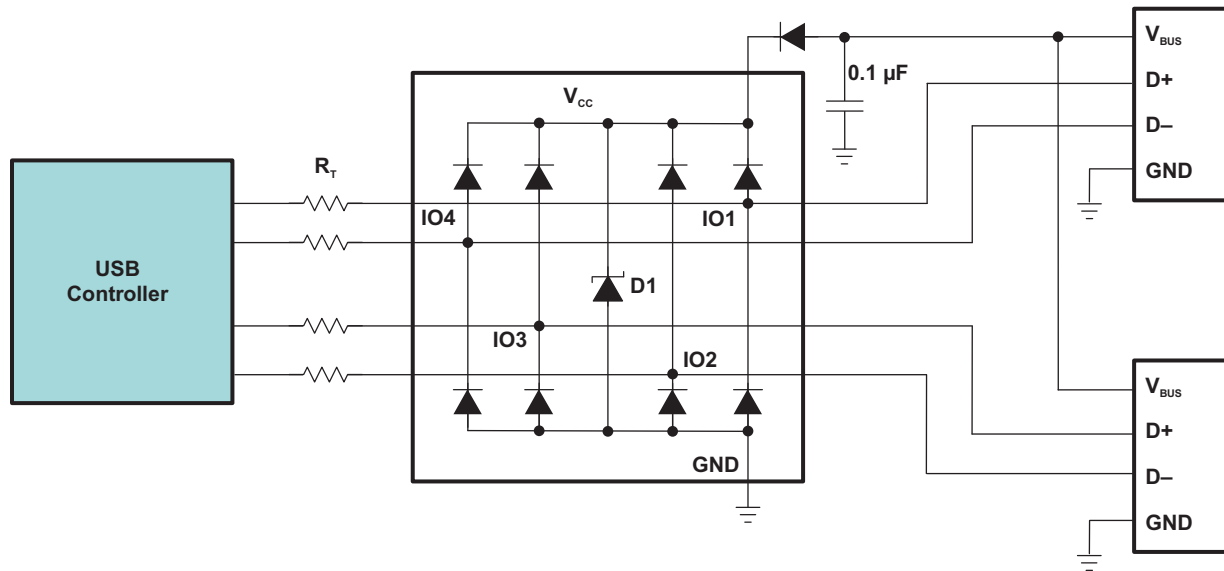 USB
Controller
R_T
V_CC
IO4
IO1
D1
IO3
IO2
GND
0.1 µF
V_BUS
D+
D–
GND
V_BUS
D+
D–
GND